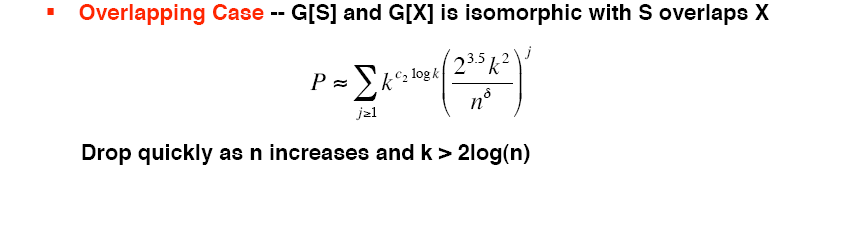 ▪ Overlapping Case -- G[S] and G[X] is isomorphic with S overlaps X
P ≈ ∑_{j≥1} k^{c₂ log k} (2^{3.5} k² / n^δ)^j
Drop quickly as n increases and k > 2log(n)